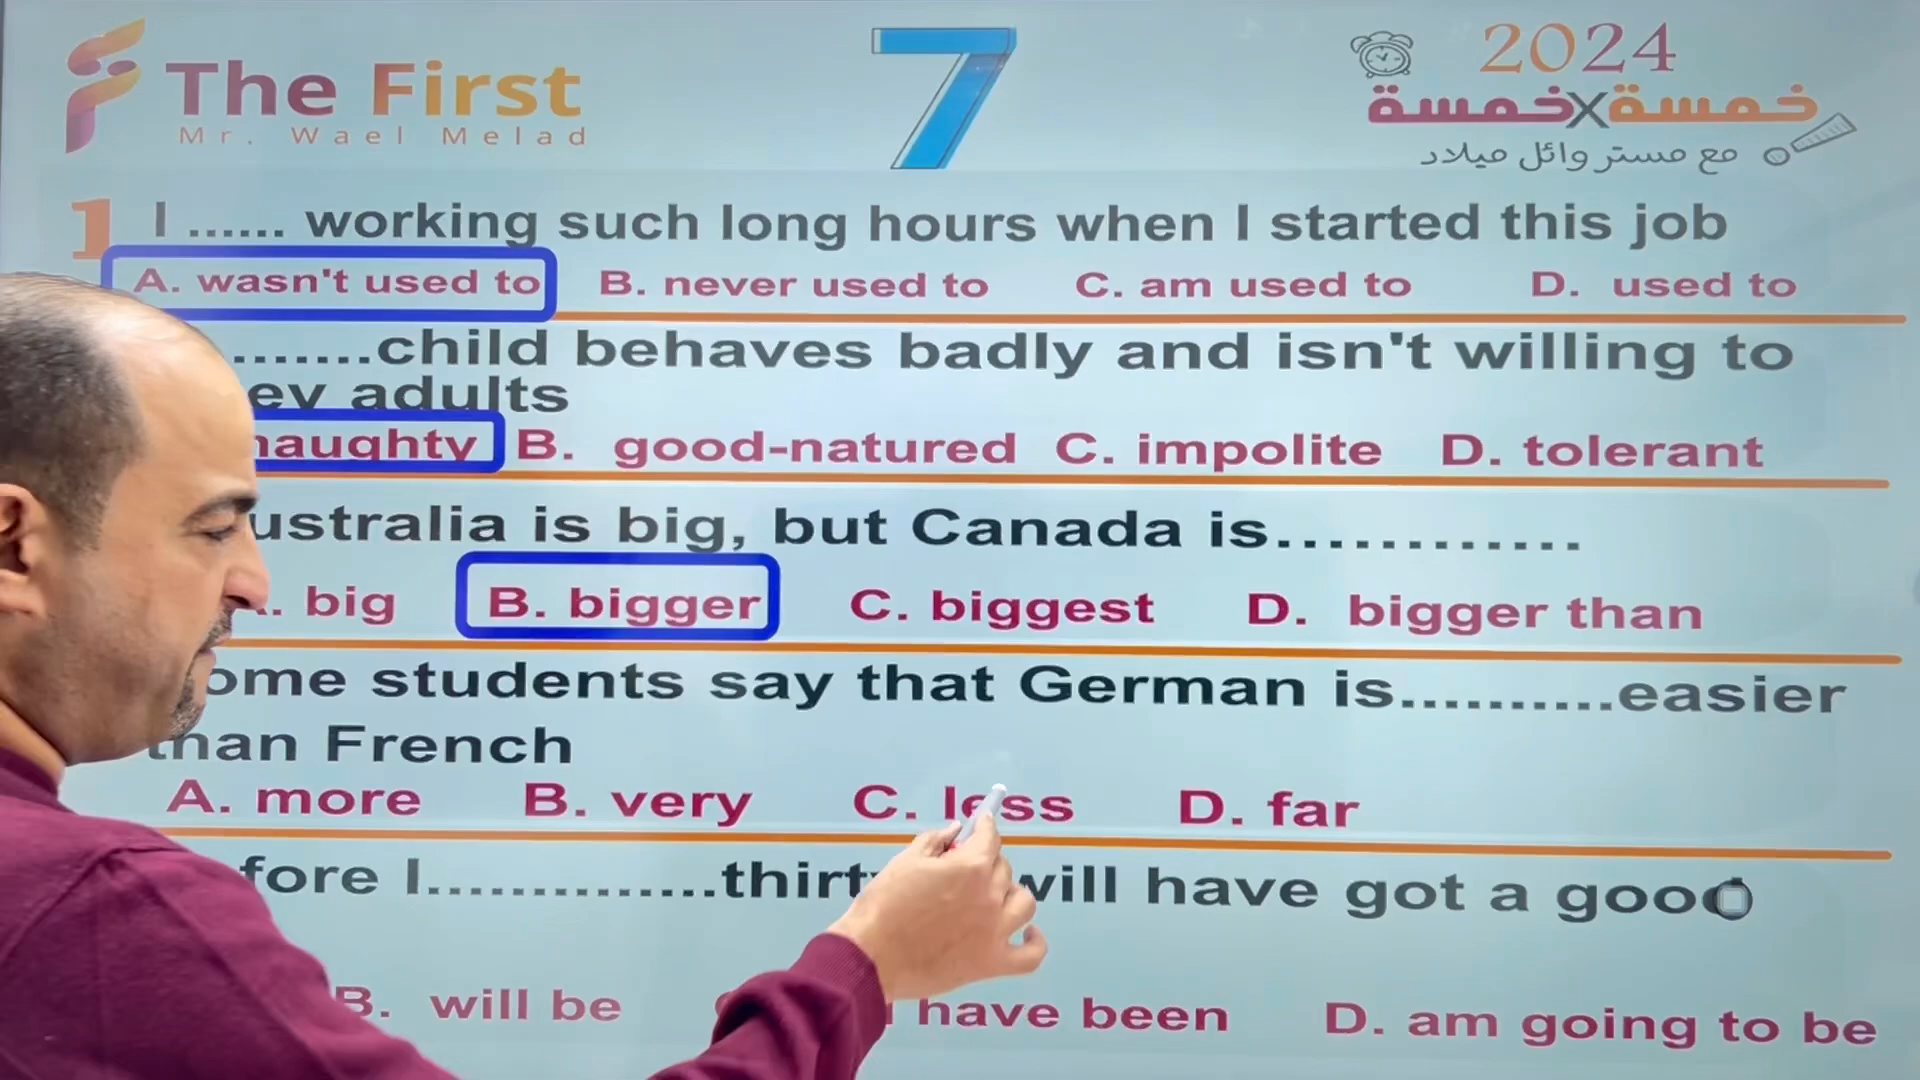 The First
Mr. Wael Melad
7
2024
خمسةXخمسة
مع مستر وائل ميلاد
1 I ...... working such long hours when I started this job
A. wasn't used to B. never used to C. am used to D. used to
.......child behaves badly and isn't willing to
adults
naughty B. good-natured C. impolite D. tolerant
is big, but Canada is............
big B. bigger C. biggest D. bigger than
students say that German is..........easier
than French
A. more B. very C. less D. far
I..............will have got a good
B. will be have been D. am going to be